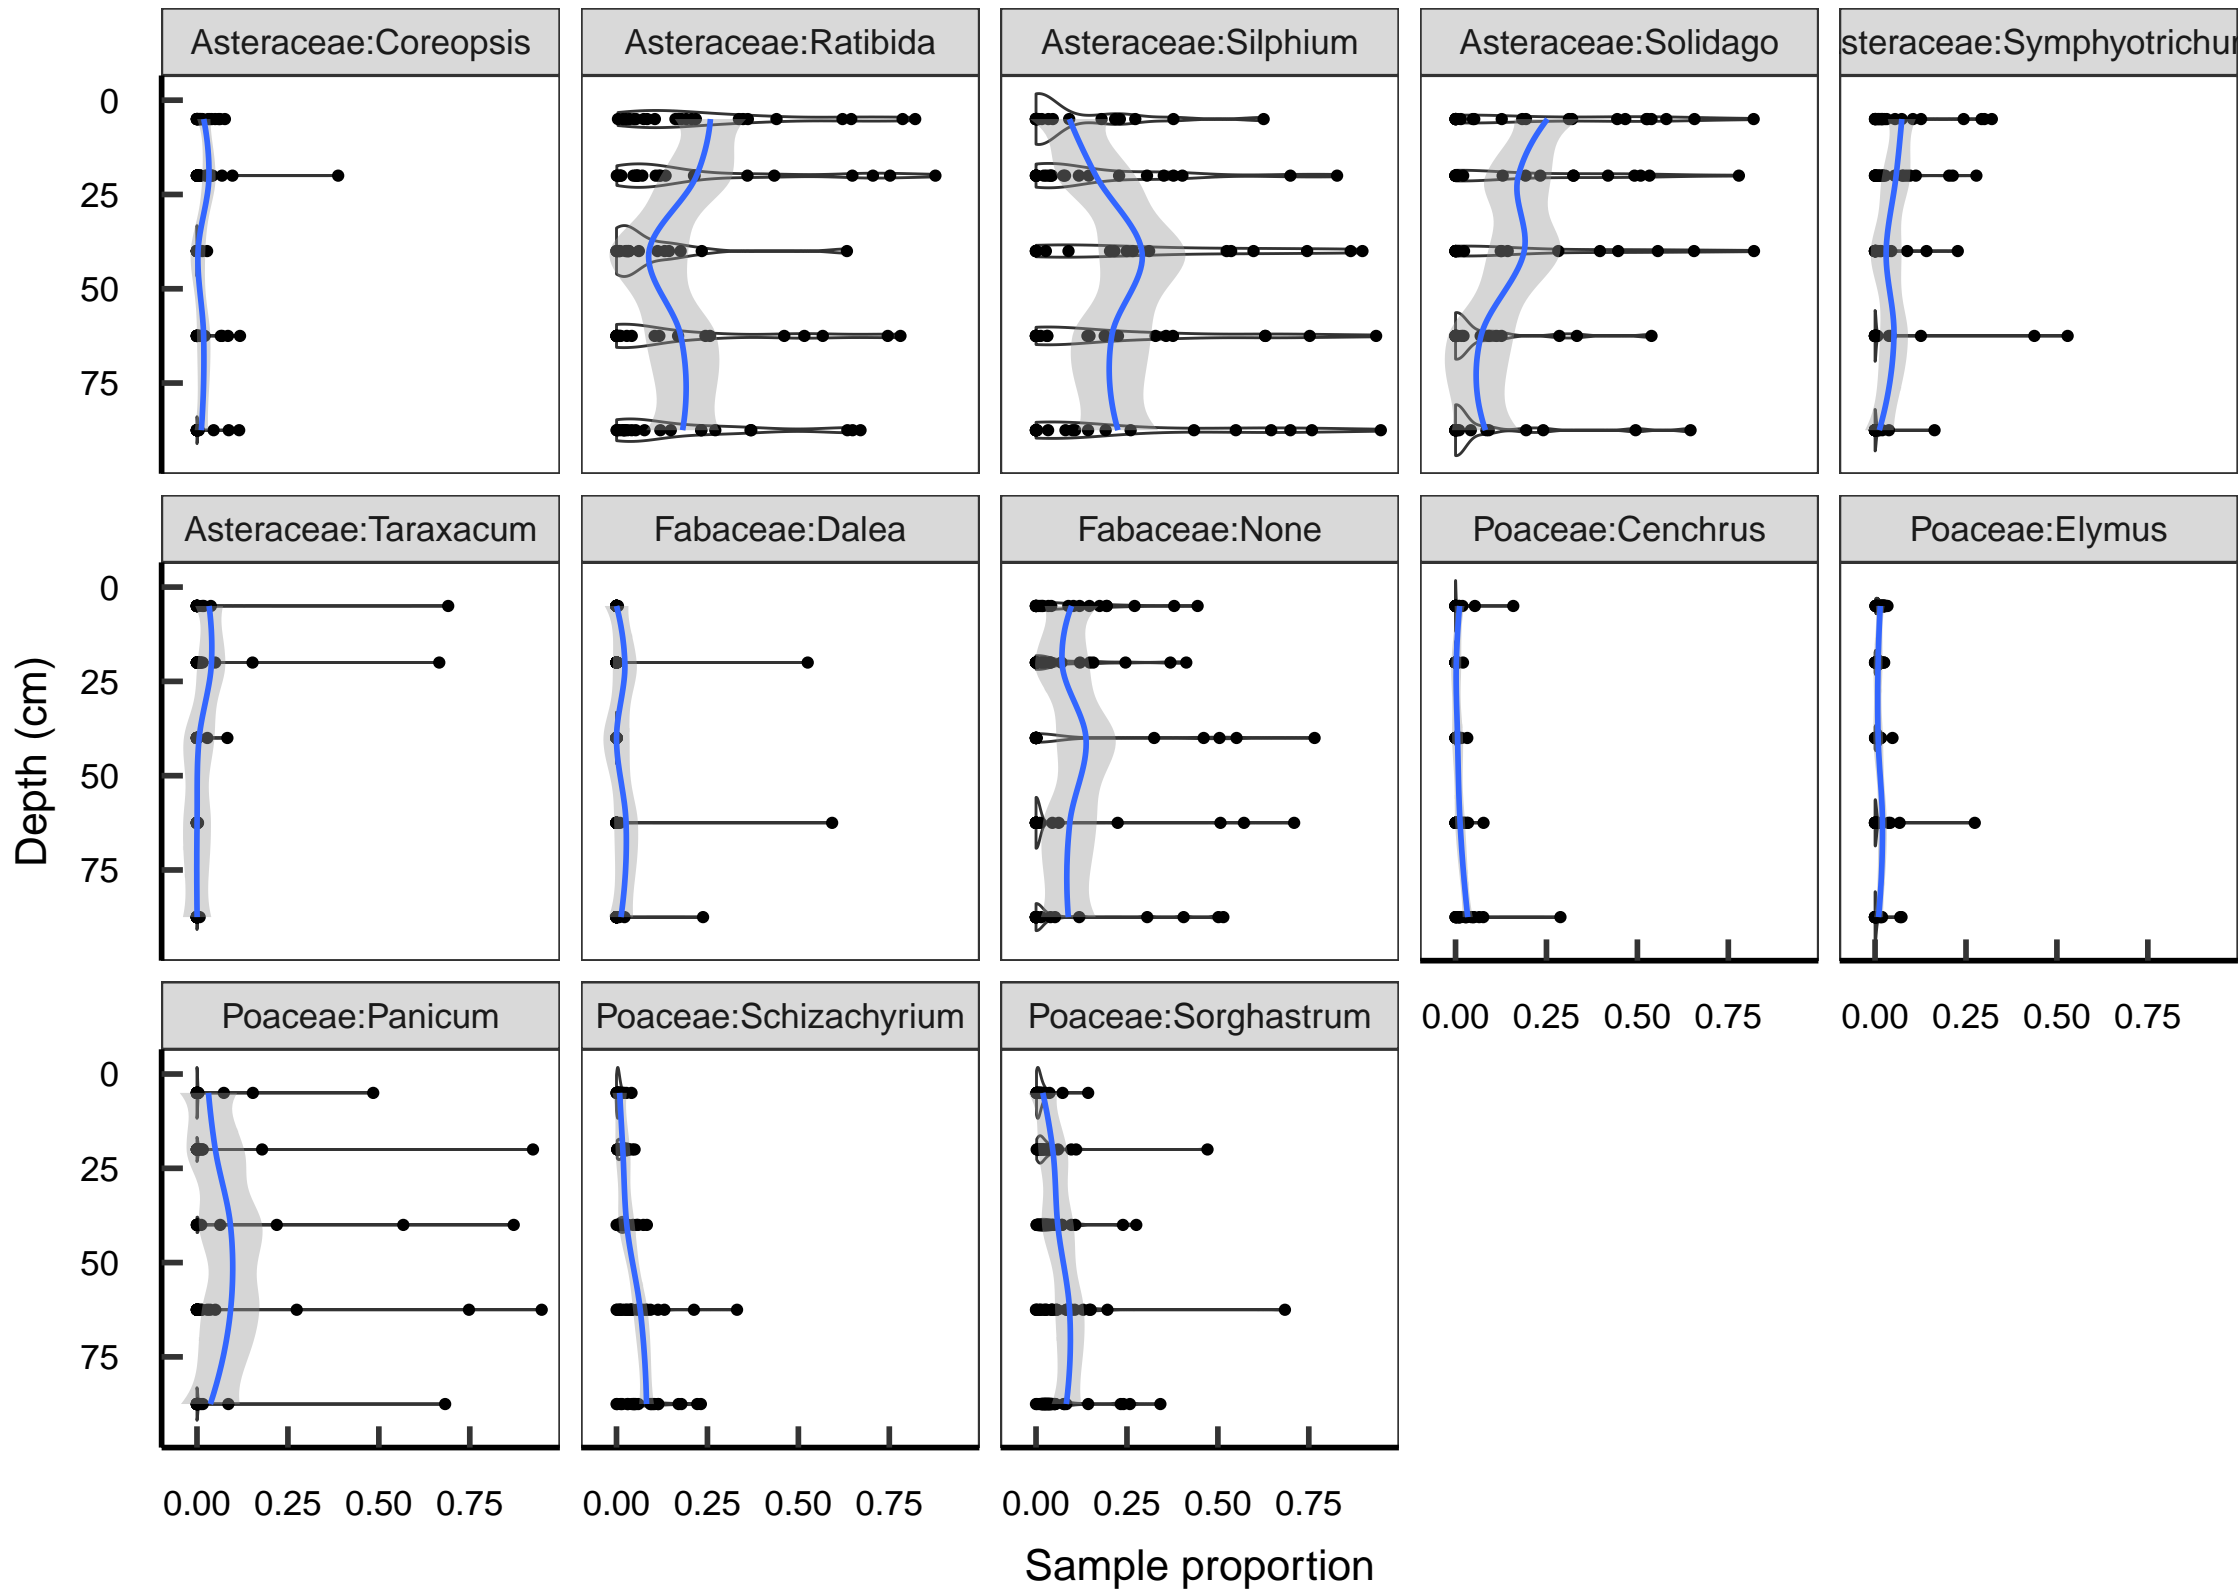 Asteraceae:Coreopsis Asteraceae:Ratibida Asteraceae:Silphium Asteraceae:Solidago steraceae:Symphyotrichur
0
25
50
75
Asteraceae:Taraxacum Fabaceae:Dalea Fabaceae:None Poaceae:Cenchrus Poaceae:Elymus
0
25
50
75
Depth (cm)
0.00 0.25 0.50 0.75 0.00 0.25 0.50 0.75
Poaceae:Panicum Poaceae:Schizachyrium Poaceae:Sorghastrum
0
25
50
75
0.00 0.25 0.50 0.75 0.00 0.25 0.50 0.75 0.00 0.25 0.50 0.75
Sample proportion